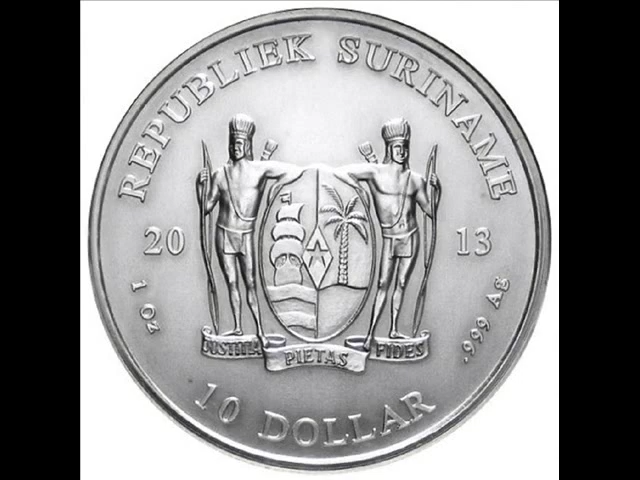 REPUBLIEK SURINAME
20 13
1 Oz
.999 Ag
JUSTITIA PIETAS FIDES
10 DOLLAR